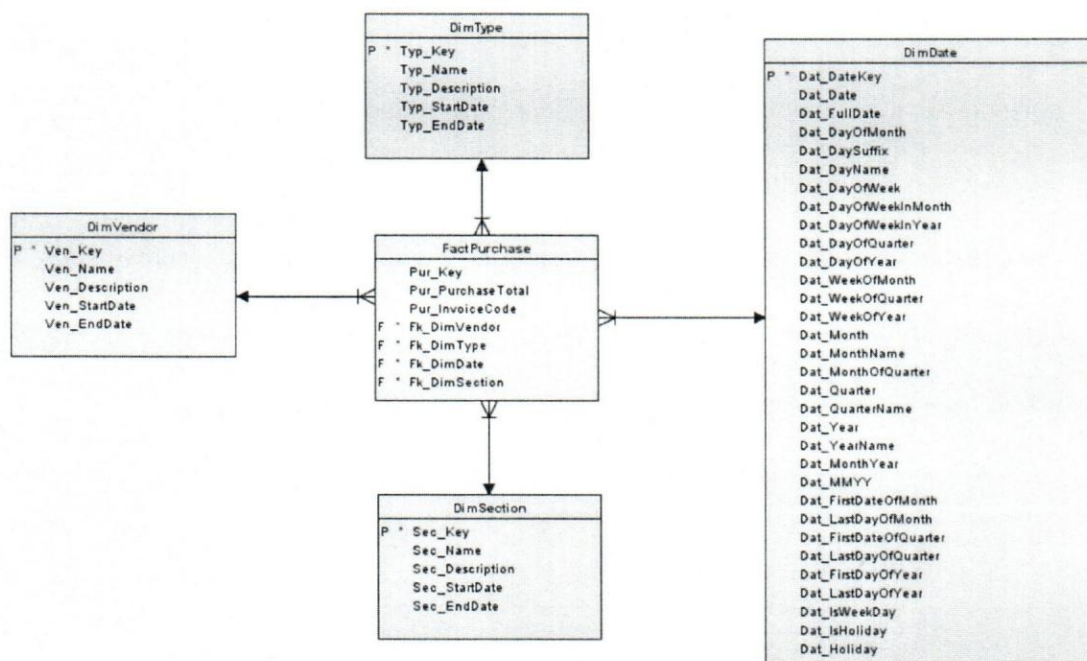 DimType
P * Typ_Key
Typ_Name
Typ_Description
Typ_StartDate
Typ_EndDate
DimVendor
P * Ven_Key
Ven_Name
Ven_Description
Ven_StartDate
Ven_EndDate
FactPurchase
Pur_Key
Pur_PurchaseTotal
Pur_InvoiceCode
F * Fk_DimVendor
F * Fk_DimType
F * Fk_DimDate
F * Fk_DimSection
DimSection
P * Sec_Key
Sec_Name
Sec_Description
Sec_StartDate
Sec_EndDate
DimDate
P * Dat_DateKey
Dat_Date
Dat_FullDate
Dat_DayOfMonth
Dat_DaySuffix
Dat_DayName
Dat_DayOfWeek
Dat_DayOfWeekInMonth
Dat_DayOfWeekInYear
Dat_DayOfQuarter
Dat_DayOfYear
Dat_WeekOfMonth
Dat_WeekOfQuarter
Dat_WeekOfYear
Dat_Month
Dat_MonthName
Dat_MonthOfQuarter
Dat_Quarter
Dat_QuarterName
Dat_Year
Dat_YearName
Dat_MonthYear
Dat_MMYY
Dat_FirstDateOfMonth
Dat_LastDayOfMonth
Dat_FirstDateOfQuarter
Dat_LastDayOfQuarter
Dat_FirstDayOfYear
Dat_LastDayOfYear
Dat_IsWeekDay
Dat_IsHoliday
Dat_Holiday